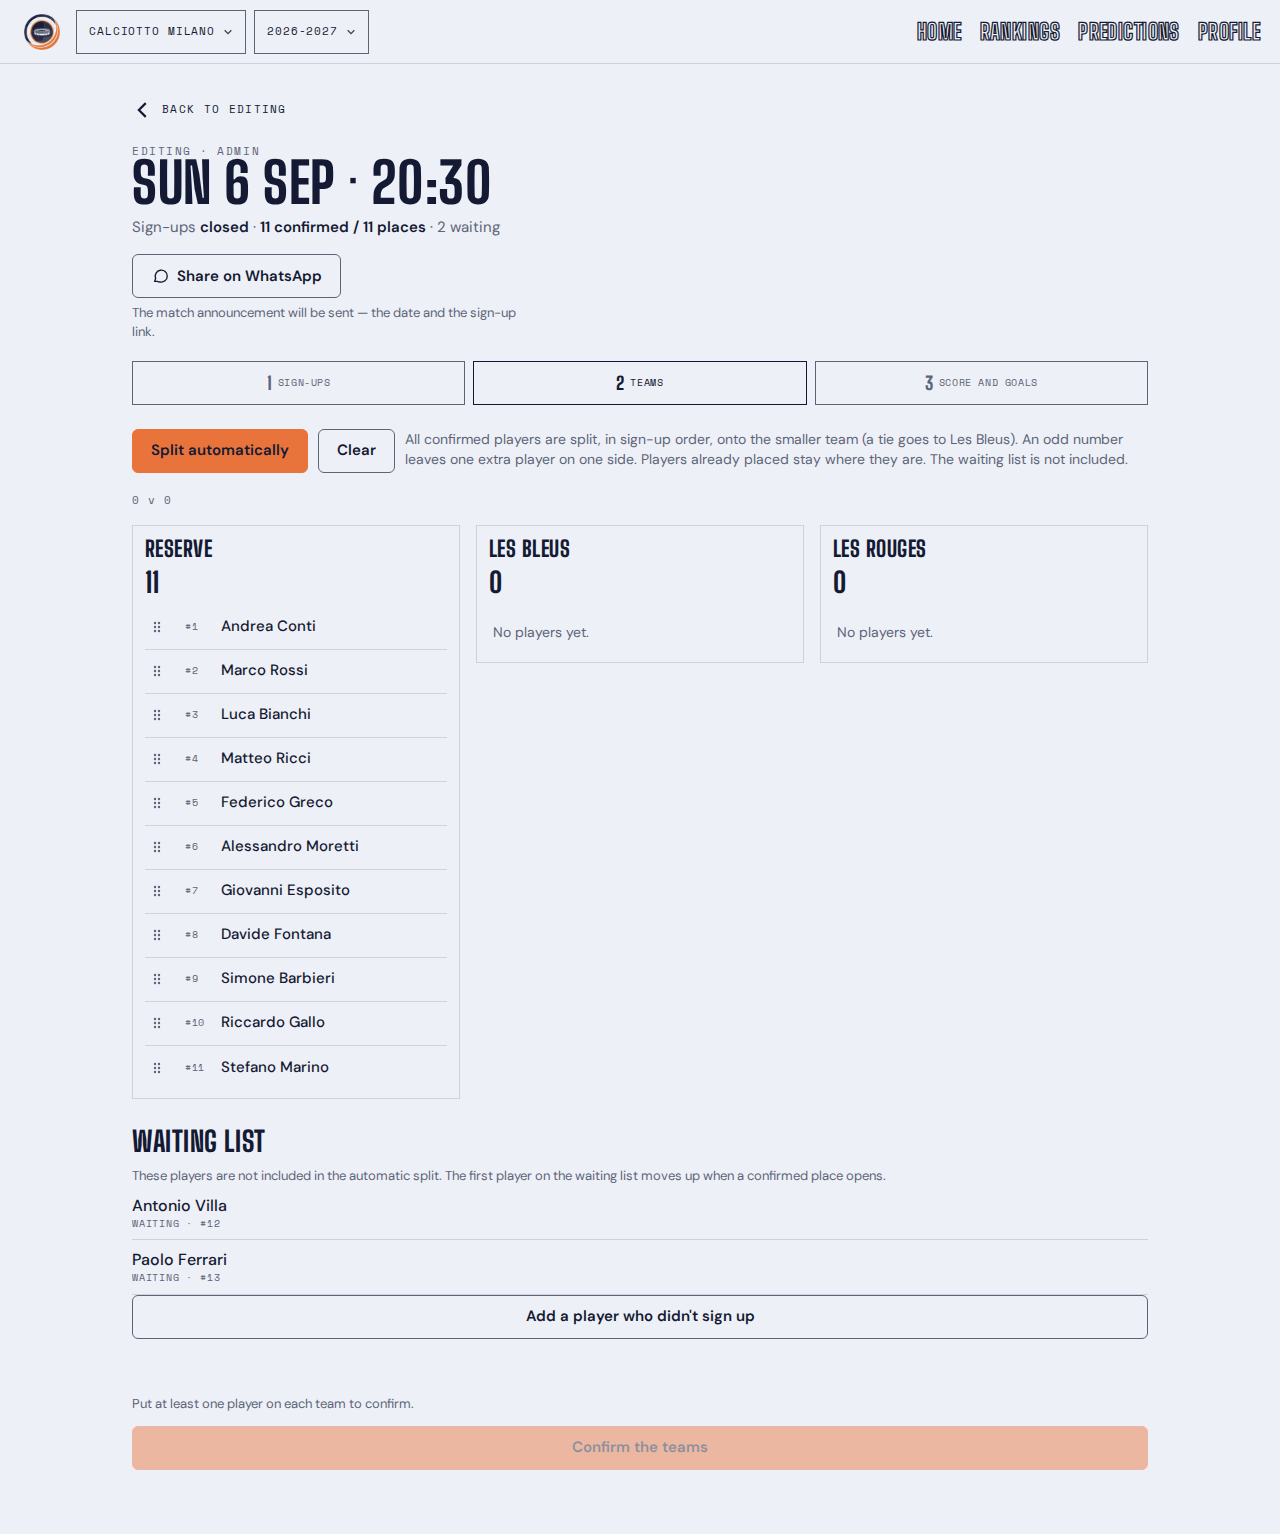 CALCIOTTO MILANO
2026-2027
HOME RANKINGS PREDICTIONS PROFILE
BACK TO EDITING
EDITING · ADMIN
SUN 6 SEP · 20:30
Sign-ups closed · 11 confirmed / 11 places · 2 waiting
Share on WhatsApp
The match announcement will be sent — the date and the sign-up
link.
1 SIGN-UPS
2 TEAMS
3 SCORE AND GOALS
Split automatically
Clear
All confirmed players are split, in sign-up order, onto the smaller team (a tie goes to Les Bleus). An odd number
leaves one extra player on one side. Players already placed stay where they are. The waiting list is not included.
0 v 0
RESERVE
11
#1 Andrea Conti
#2 Marco Rossi
#3 Luca Bianchi
#4 Matteo Ricci
#5 Federico Greco
#6 Alessandro Moretti
#7 Giovanni Esposito
#8 Davide Fontana
#9 Simone Barbieri
#10 Riccardo Gallo
#11 Stefano Marino
LES BLEUS
0
No players yet.
LES ROUGES
0
No players yet.
WAITING LIST
These players are not included in the automatic split. The first player on the waiting list moves up when a confirmed place opens.
Antonio Villa
WAITING · #12
Paolo Ferrari
WAITING · #13
Add a player who didn't sign up
Put at least one player on each team to confirm.
Confirm the teams